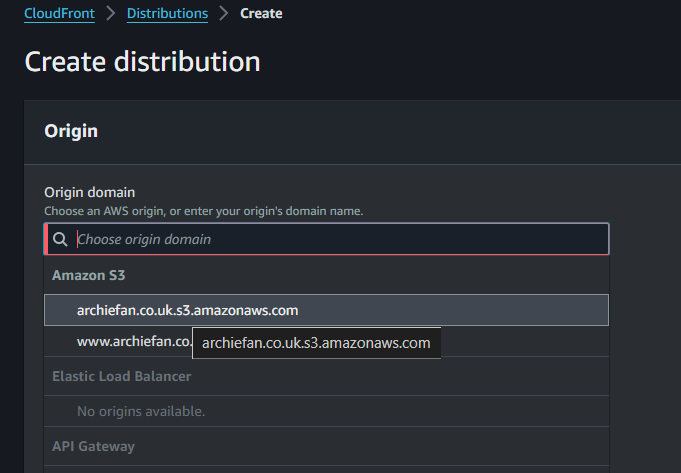 CloudFront > Distributions > Create
Create distribution
Origin
Origin domain
Choose an AWS origin, or enter your origin's domain name.
Choose origin domain
Amazon S3
archiefan.co.uk.s3.amazonaws.com
www.archiefan.co.
archiefan.co.uk.s3.amazonaws.com
Elastic Load Balancer
No origins available.
API Gateway